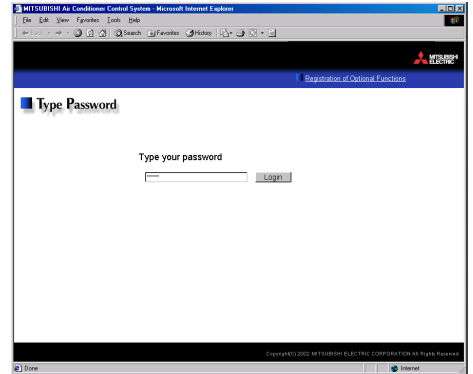 MITSUBISHI Air Conditioner Control System - Microsoft Internet Explorer
File Edit View Favorites Tools Help
Back Search Favorites History
MITSUBISHI
ELECTRIC
Registration of Optional Functions
Type Password
Type your password
Login
Copyright(C) 2002 MITSUBISHI ELECTRIC CORPORATION All Rights Reserved
Done Internet